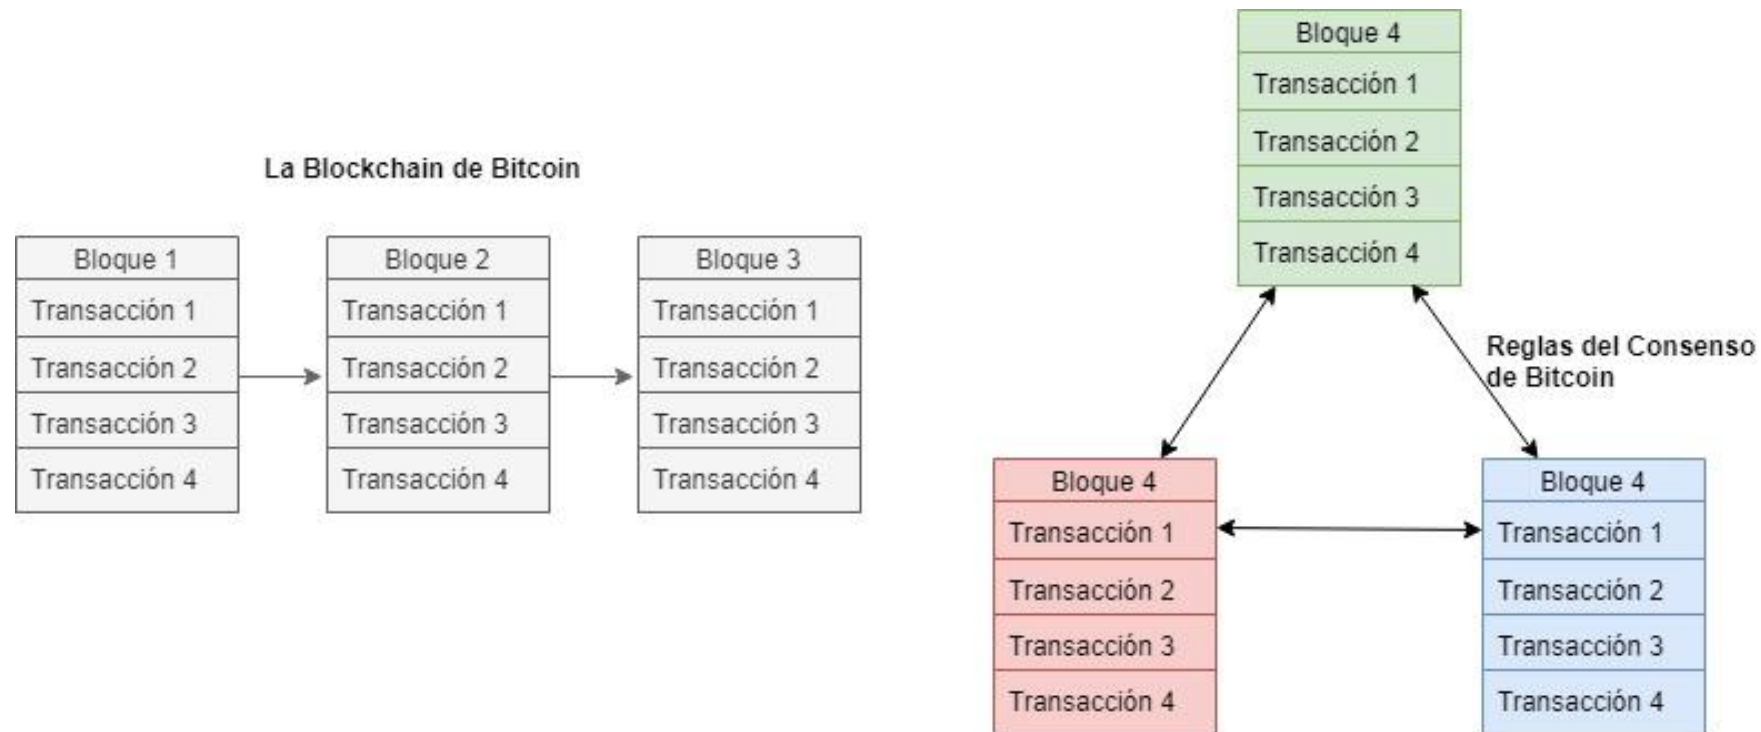 La Blockchain de Bitcoin
Bloque 1
Transacción 1
Transacción 2
Transacción 3
Transacción 4
Bloque 2
Transacción 1
Transacción 2
Transacción 3
Transacción 4
Bloque 3
Transacción 1
Transacción 2
Transacción 3
Transacción 4
Bloque 4
Transacción 1
Transacción 2
Transacción 3
Transacción 4
Reglas del Consenso
de Bitcoin
Bloque 4
Transacción 1
Transacción 2
Transacción 3
Transacción 4
Bloque 4
Transacción 1
Transacción 2
Transacción 3
Transacción 4